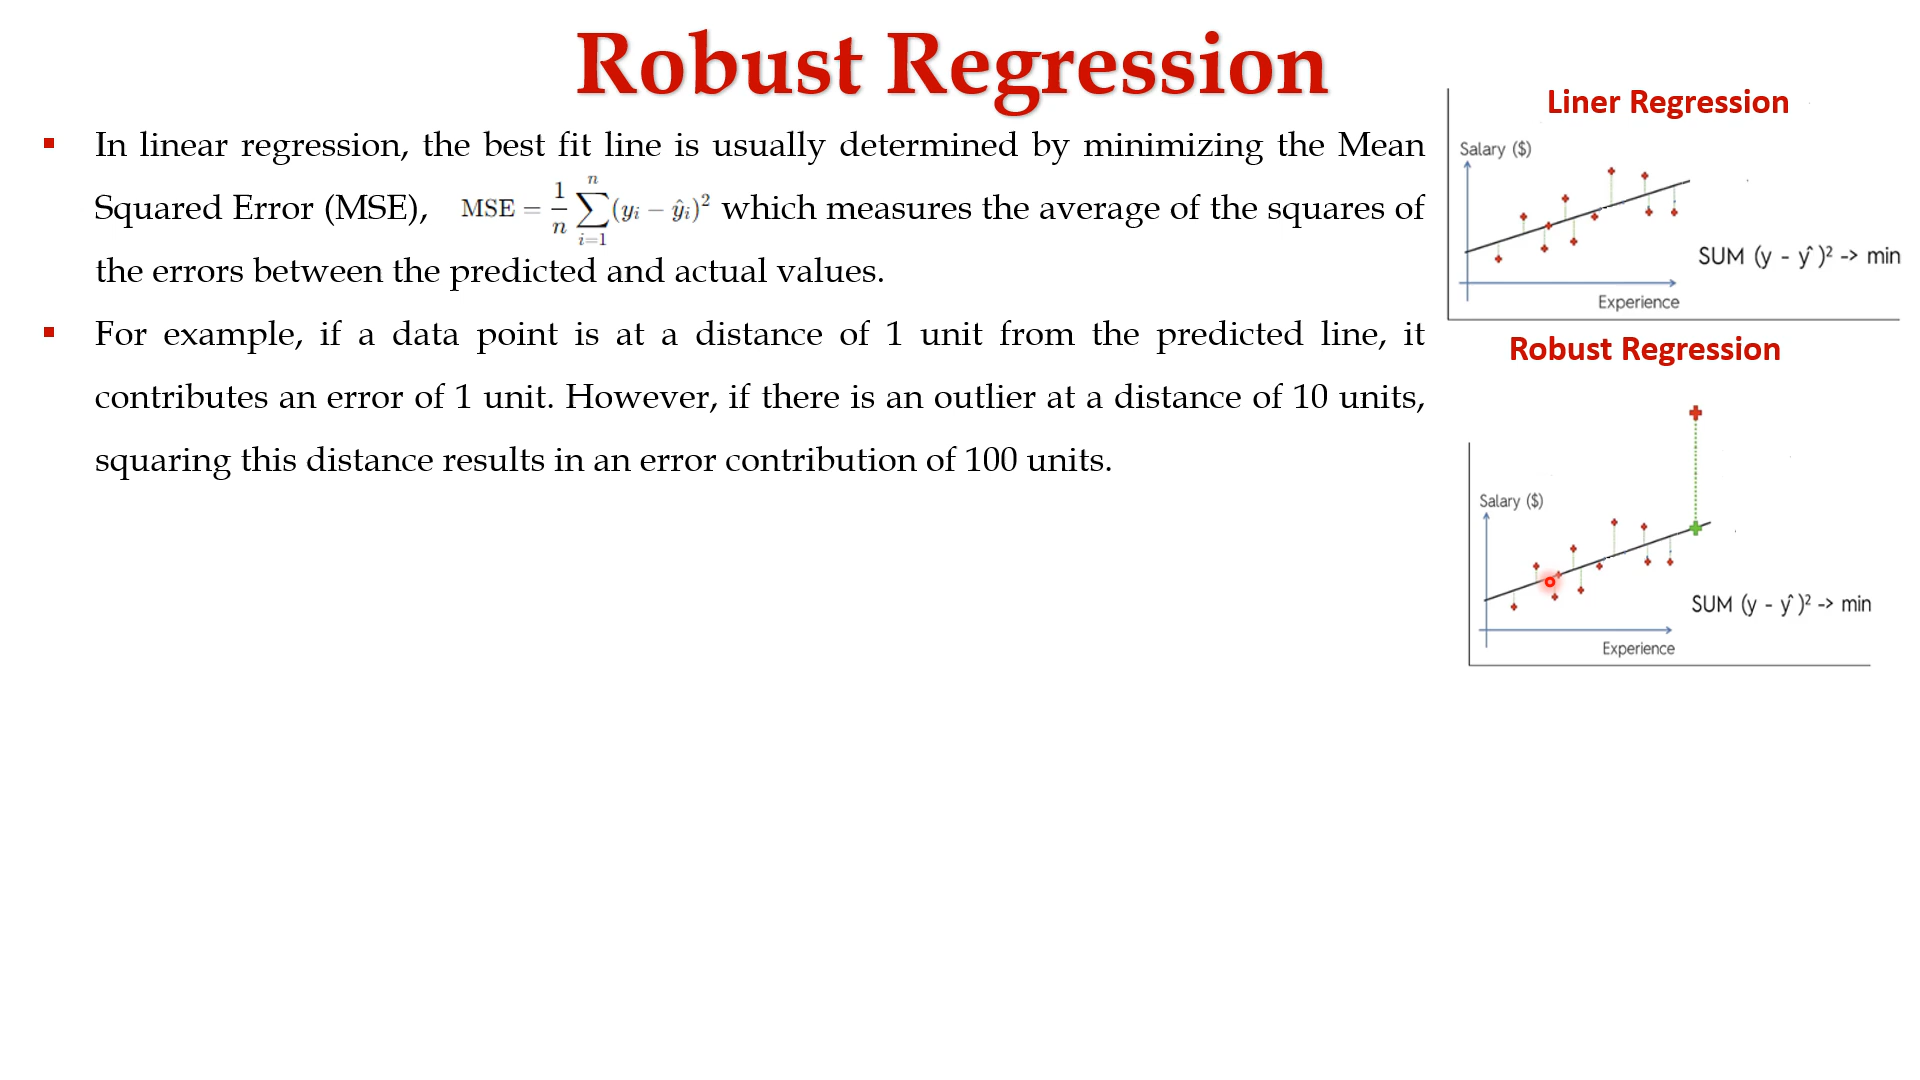 Robust Regression
▪ In linear regression, the best fit line is usually determined by minimizing the Mean
Squared Error (MSE), MSE = 1/n ∑_{i=1}^{n} (y_i − ŷ_i)² which measures the average of the squares of
the errors between the predicted and actual values.
▪ For example, if a data point is at a distance of 1 unit from the predicted line, it
contributes an error of 1 unit. However, if there is an outlier at a distance of 10 units,
squaring this distance results in an error contribution of 100 units.
Liner Regression
Salary ($)
SUM (y - ŷ)² -> min
Experience
Robust Regression
Salary ($)
SUM (y - ŷ)² -> min
Experience